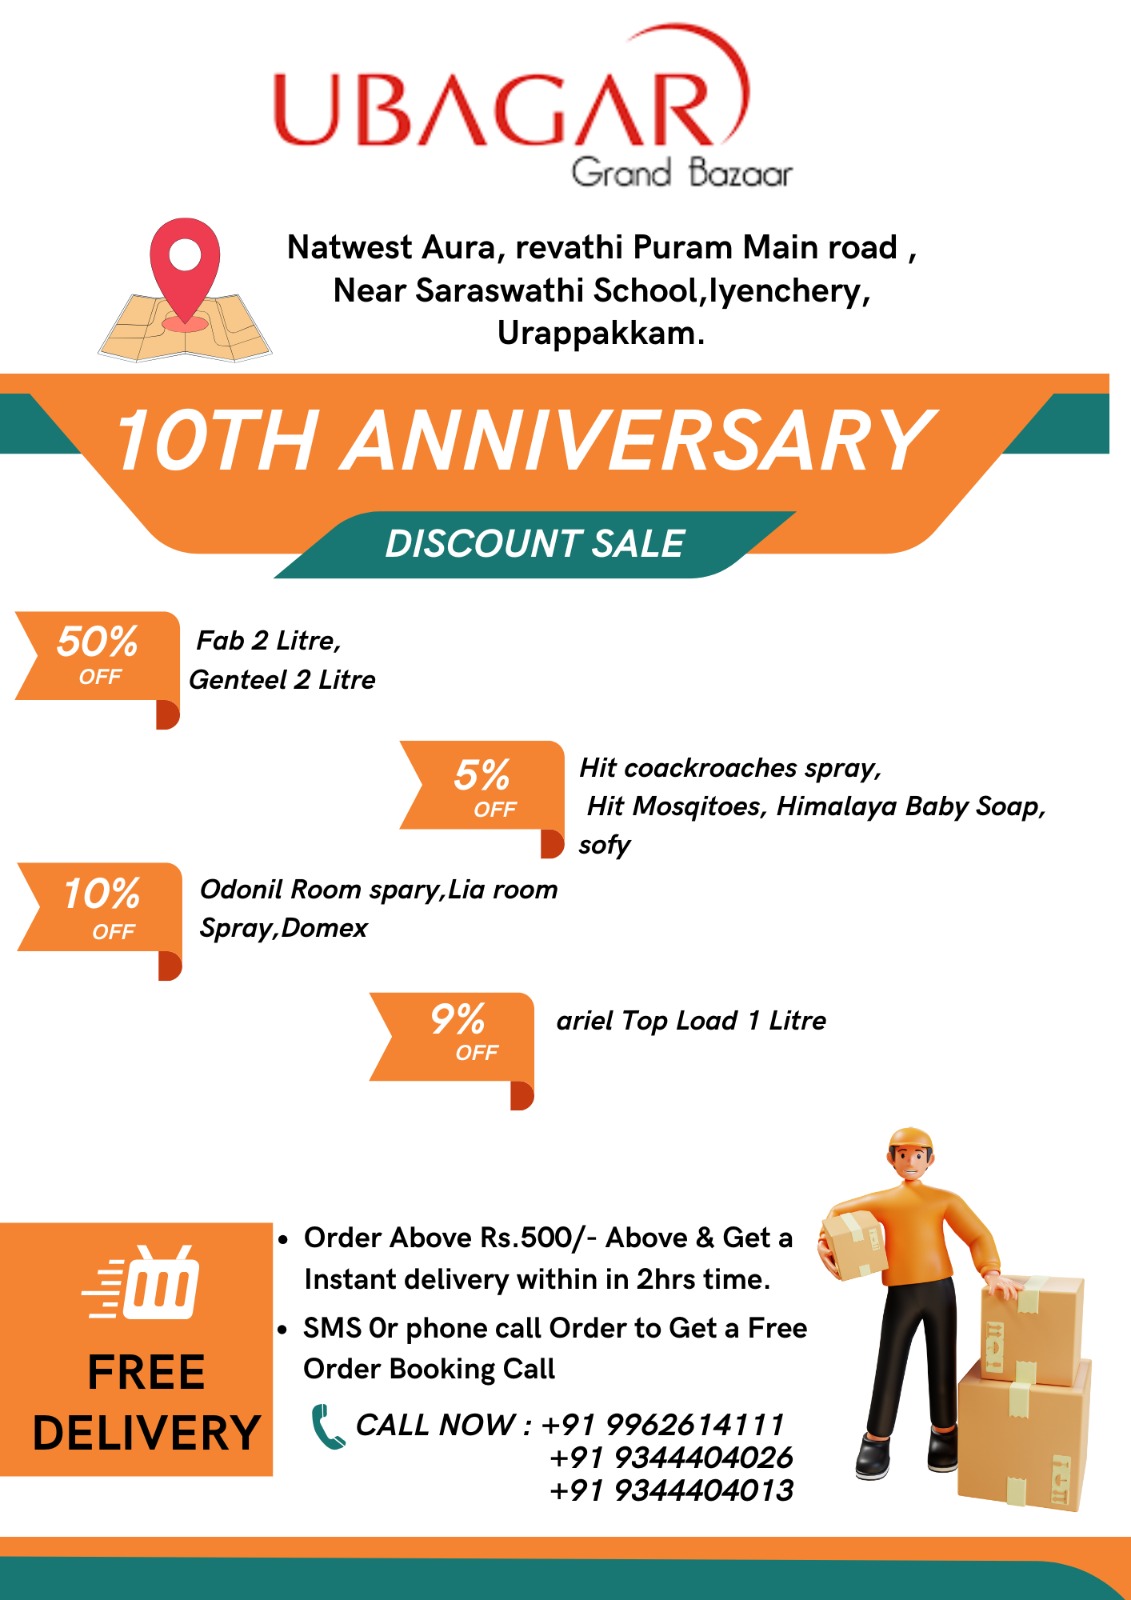 UBAGAR
Grand Bazaar
Natwest Aura, revathi Puram Main road ,
Near Saraswathi School,Iyenchery,
Urappakkam.
10TH ANNIVERSARY
DISCOUNT SALE
50%
OFF
Fab 2 Litre,
Genteel 2 Litre
5%
OFF
Hit coackroaches spray,
Hit Mosqitoes, Himalaya Baby Soap,
sofy
10%
OFF
Odonil Room spary,Lia room
Spray,Domex
9%
OFF
ariel Top Load 1 Litre
FREE
DELIVERY
• Order Above Rs.500/- Above & Get a
Instant delivery within in 2hrs time.
• SMS 0r phone call Order to Get a Free
Order Booking Call
CALL NOW : +91 9962614111
+91 9344404026
+91 9344404013